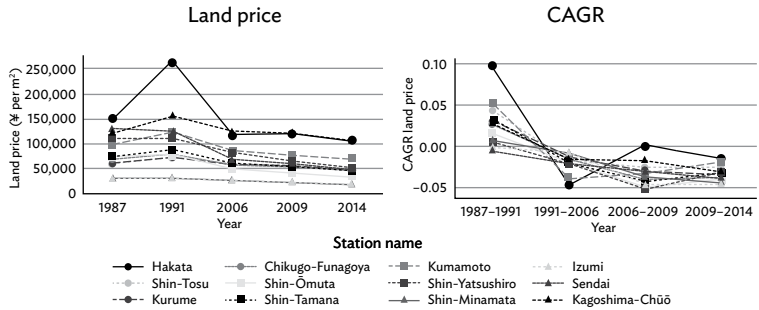 Land price
CAGR
Land price (¥ per m²)
250,000
200,000
150,000
100,000
50,000
0
1987 1991 2006 2009 2014
Year
CAGR land price
0.10
0.05
0.00
−0.05
1987–1991 1991–2006 2006–2009 2009–2014
Year
Station name
Hakata Chikugo-Funagoya Kumamoto Izumi
Shin-Tosu Shin-Ōmuta Shin-Yatsushiro Sendai
Kurume Shin-Tamana Shin-Minamata Kagoshima-Chūō